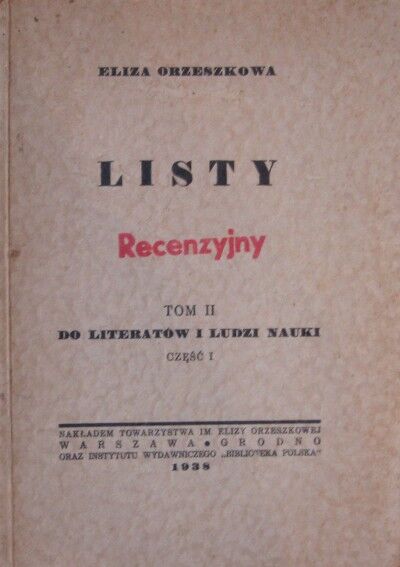 ELIZA ORZESZKOWA
LISTY
Recenzyjny
TOM II
DO LITERATÓW I LUDZI NAUKI
CZĘŚĆ I
NAKŁADEM TOWARZYSTWA IM. ELIZY ORZESZKOWEJ
WARSZAWA • GRODNO
ORAZ INSTYTUTU WYDAWNICZEGO „BIBLIOTEKA POLSKA"
1938